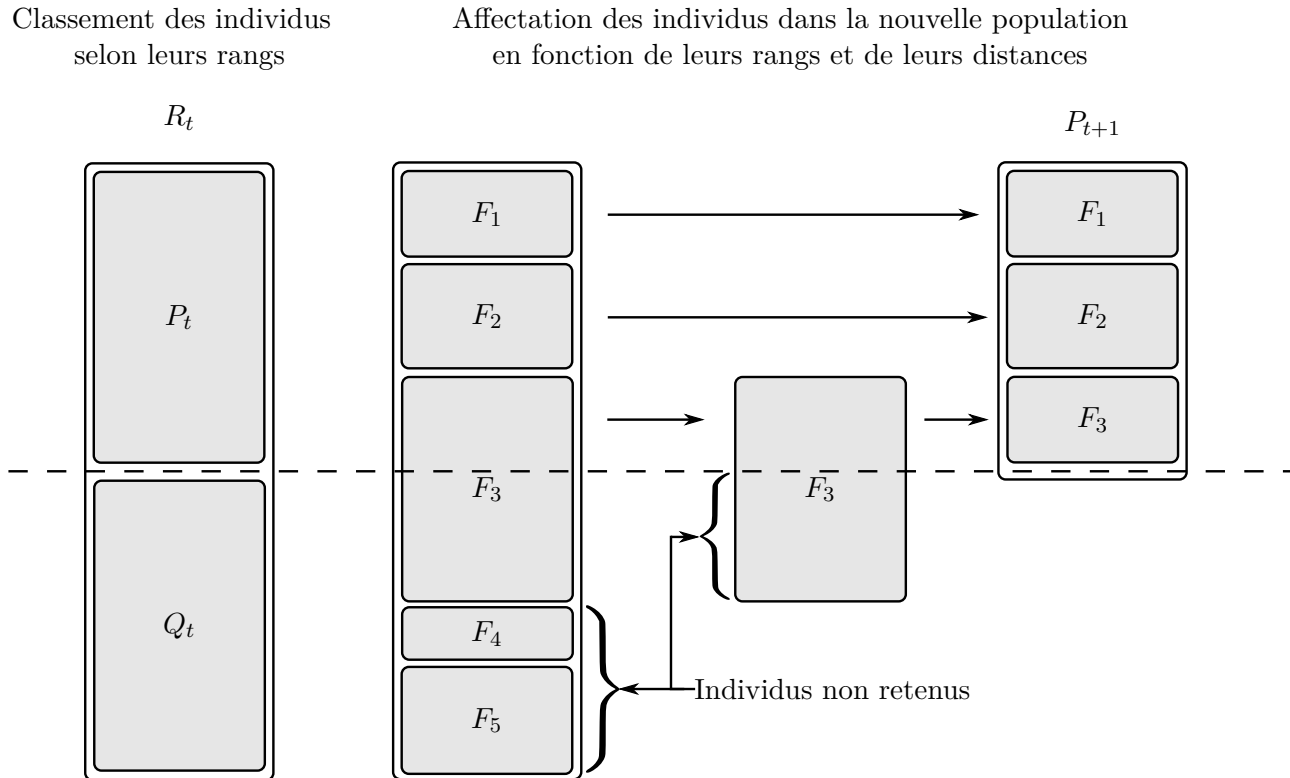 Classement des individus
selon leurs rangs
Affectation des individus dans la nouvelle population
en fonction de leurs rangs et de leurs distances
R_t
P_{t+1}
P_t
Q_t
F_1
F_2
F_3
F_4
F_5
F_3
F_1
F_2
F_3
Individus non retenus